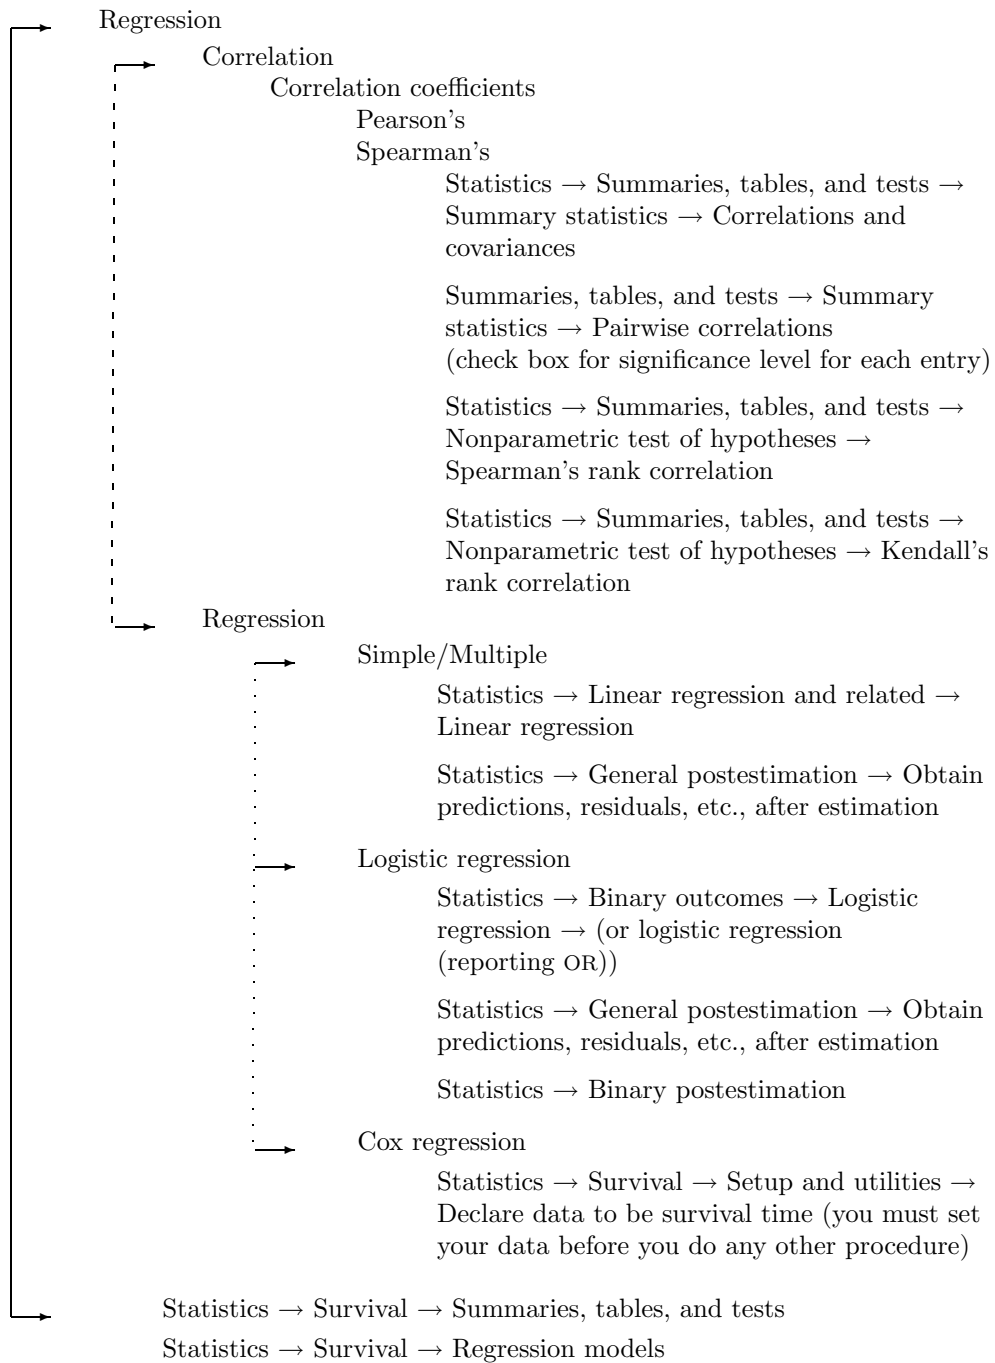 Regression
Correlation
Correlation coefficients
Pearson's
Spearman's
Statistics → Summaries, tables, and tests →
Summary statistics → Correlations and
covariances
Summaries, tables, and tests → Summary
statistics → Pairwise correlations
(check box for significance level for each entry)
Statistics → Summaries, tables, and tests →
Nonparametric test of hypotheses →
Spearman's rank correlation
Statistics → Summaries, tables, and tests →
Nonparametric test of hypotheses → Kendall's
rank correlation
Regression
Simple/Multiple
Statistics → Linear regression and related →
Linear regression
Statistics → General postestimation → Obtain
predictions, residuals, etc., after estimation
Logistic regression
Statistics → Binary outcomes → Logistic
regression → (or logistic regression
(reporting OR))
Statistics → General postestimation → Obtain
predictions, residuals, etc., after estimation
Statistics → Binary postestimation
Cox regression
Statistics → Survival → Setup and utilities →
Declare data to be survival time (you must set
your data before you do any other procedure)
Statistics → Survival → Summaries, tables, and tests
Statistics → Survival → Regression models